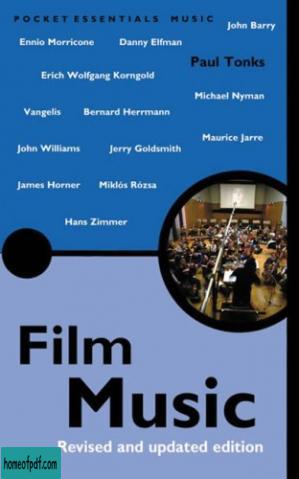 POCKET ESSENTIALS MUSIC
John Barry
Ennio Morricone Danny Elfman
Paul Tonks
Erich Wolfgang Korngold
Michael Nyman
Vangelis Bernard Herrmann
Maurice Jarre
John Williams Jerry Goldsmith
James Horner Miklós Rózsa
Hans Zimmer
Film
Music
Revised and updated edition
homeofpdf.com